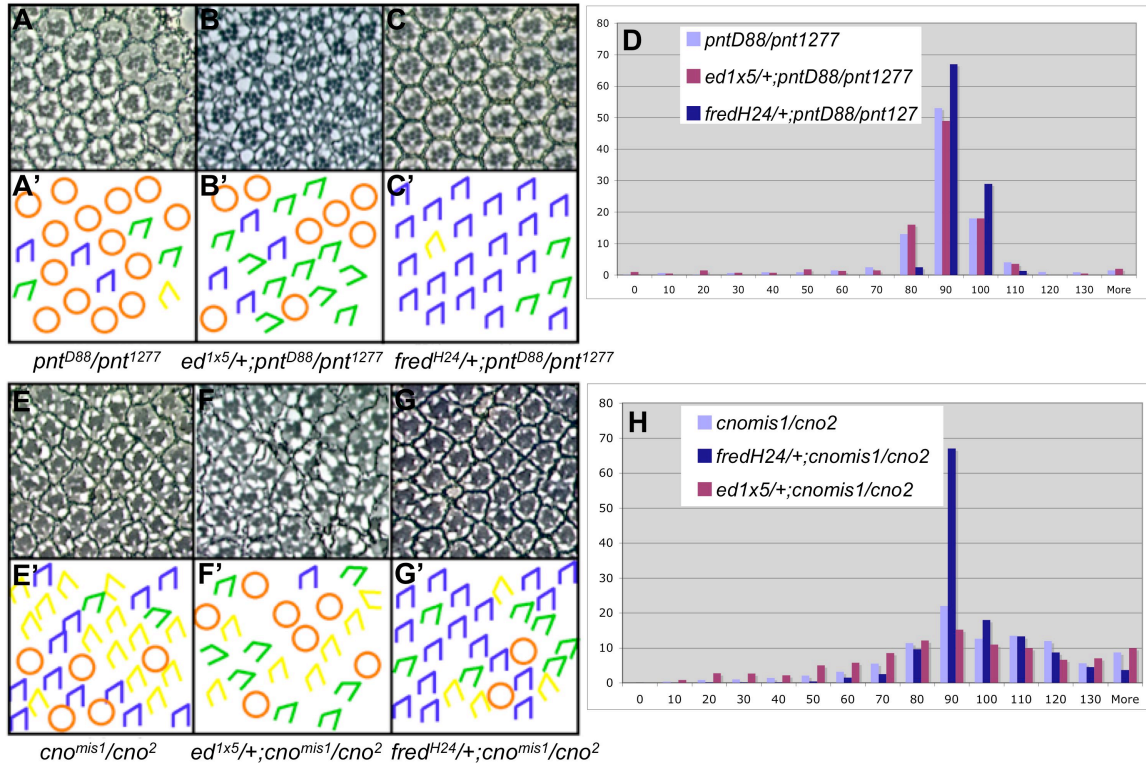 A B C
A’ B’ C’
pntD88/pnt1277 ed1x5/+;pntD88/pnt1277 fredH24/+;pntD88/pnt1277
D
80
70
60
50
40
30
20
10
0
pntD88/pnt1277
ed1x5/+;pntD88/pnt1277
fredH24/+;pntD88/pnt127
0 10 20 30 40 50 60 70 80 90 100 110 120 130 More
E F G
E’ F’ G’
cnomis1/cno2 ed1x5/+;cnomis1/cno2 fredH24/+;cnomis1/cno2
H
80
70
60
50
40
30
20
10
0
cnomis1/cno2
fredH24/+;cnomis1/cno2
ed1x5/+;cnomis1/cno2
0 10 20 30 40 50 60 70 80 90 100 110 120 130 More